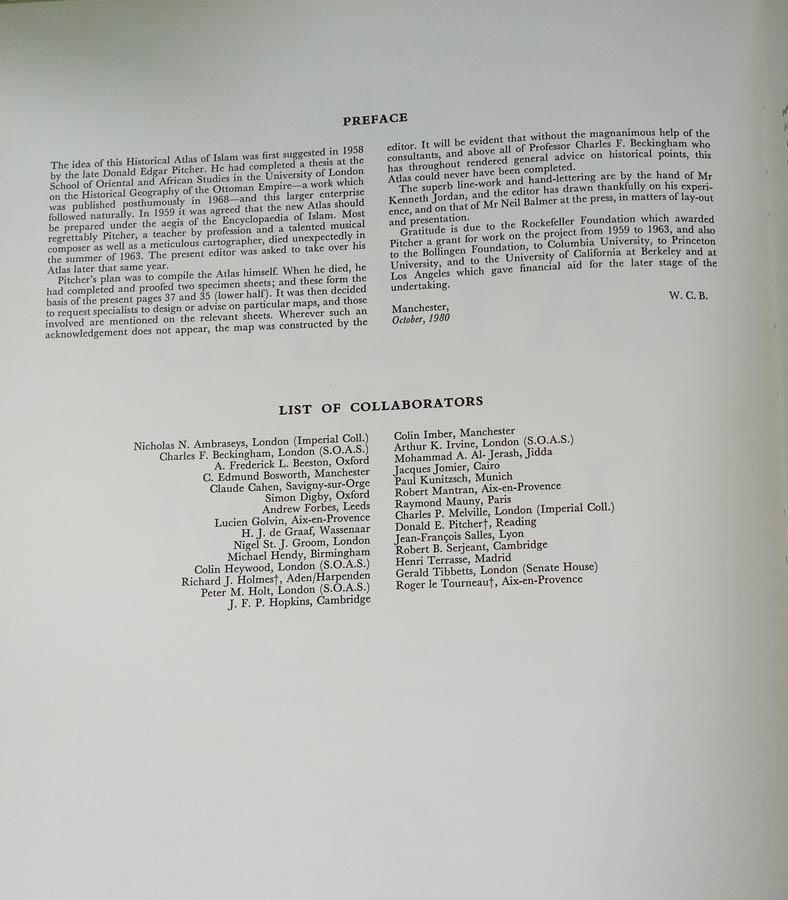 PREFACE
The idea of this Historical Atlas of Islam was first suggested in 1958
by the late Donald Edgar Pitcher. He had completed a thesis at the
School of Oriental and African Studies in the University of London
on the Historical Geography of the Ottoman Empire—a work which
was published posthumously in 1968—and this larger enterprise
followed naturally. In 1959 it was agreed that the new Atlas should
be prepared under the aegis of the Encyclopaedia of Islam. Most
regrettably Pitcher, a teacher by profession and a talented musical
composer as well as a meticulous cartographer, died unexpectedly in
the summer of 1963. The present editor was asked to take over his
Atlas later that same year.
Pitcher's plan was to compile the Atlas himself. When he died, he
had completed and proofed two specimen sheets; and these form the
basis of the present pages 37 and 35 (lower half). It was then decided
to request specialists to design or advise on particular maps, and those
involved are mentioned on the relevant sheets. Wherever such an
acknowledgement does not appear, the map was constructed by the
editor. It will be evident that without the magnanimous help of the
consultants, and above all of Professor Charles F. Beckingham who
has throughout rendered general advice on historical points, this
Atlas could never have been completed.
The superb line-work and hand-lettering are by the hand of Mr
Kenneth Jordan, and the editor has drawn thankfully on his experi-
ence, and on that of Mr Neil Balmer at the press, in matters of lay-out
and presentation.
Gratitude is due to the Rockefeller Foundation which awarded
Pitcher a grant for work on the project from 1959 to 1963, and also
to the Bollingen Foundation, to Columbia University, to Princeton
University, and to the University of California at Berkeley and at
Los Angeles which gave financial aid for the later stage of the
undertaking.
W. C. B.
Manchester,
October, 1980
LIST OF COLLABORATORS
Nicholas N. Ambraseys, London (Imperial Coll.)
Charles F. Beckingham, London (S.O.A.S.)
A. Frederick L. Beeston, Oxford
C. Edmund Bosworth, Manchester
Claude Cahen, Savigny-sur-Orge
Simon Digby, Oxford
Andrew Forbes, Leeds
Lucien Golvin, Aix-en-Provence
H. J. de Graaf, Wassenaar
Nigel St. J. Groom, London
Michael Hendy, Birmingham
Colin Heywood, London (S.O.A.S.)
Richard J. Holmes†, Aden/Harpenden
Peter M. Holt, London (S.O.A.S.)
J. F. P. Hopkins, Cambridge
Colin Imber, Manchester
Arthur K. Irvine, London (S.O.A.S.)
Mohammad A. Al- Jerash, Jidda
Jacques Jomier, Cairo
Paul Kunitzsch, Munich
Robert Mantran, Aix-en-Provence
Raymond Mauny, Paris
Charles P. Melville, London (Imperial Coll.)
Donald E. Pitcher†, Reading
Jean-François Salles, Lyon
Robert B. Serjeant, Cambridge
Henri Terrasse, Madrid
Gerald Tibbetts, London (Senate House)
Roger le Tourneau†, Aix-en-Provence